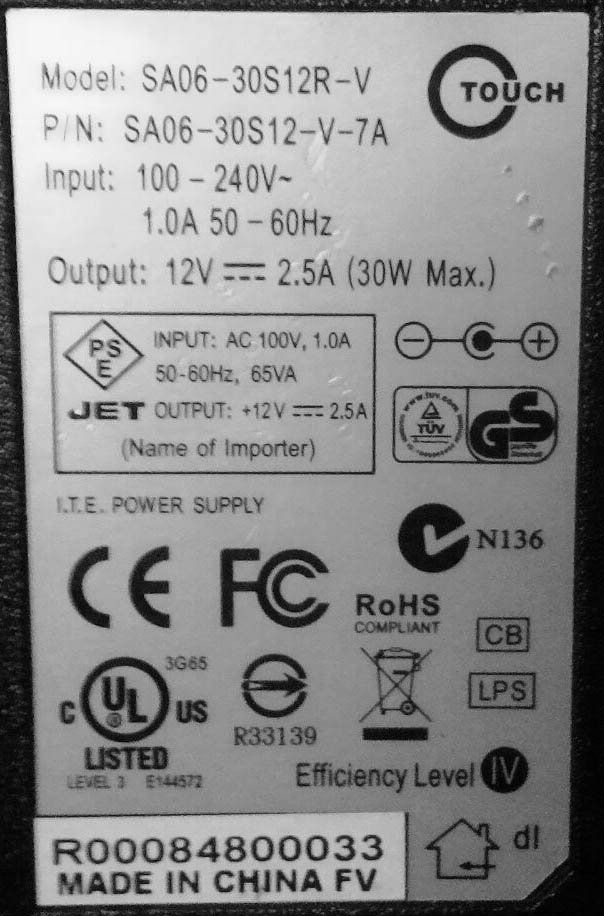 Model: SA06-30S12R-V
TOUCH
P/N: SA06-30S12-V-7A
Input: 100 - 240V~
1.0A 50 - 60Hz
Output: 12V ⎓ 2.5A (30W Max.)
PS
E
INPUT: AC 100V, 1.0A
50-60Hz, 65VA
JET OUTPUT: +12V ⎓ 2.5A
(Name of Importer)
www.tuv.com
TÜV
GS
I.T.E. POWER SUPPLY
N136
CE FC
RoHS
COMPLIANT
CB
3G65
C UL® US
LISTED
LEVEL 3 E144572
R33139
LPS
Efficiency Level IV
R00084800033
MADE IN CHINA FV
dl